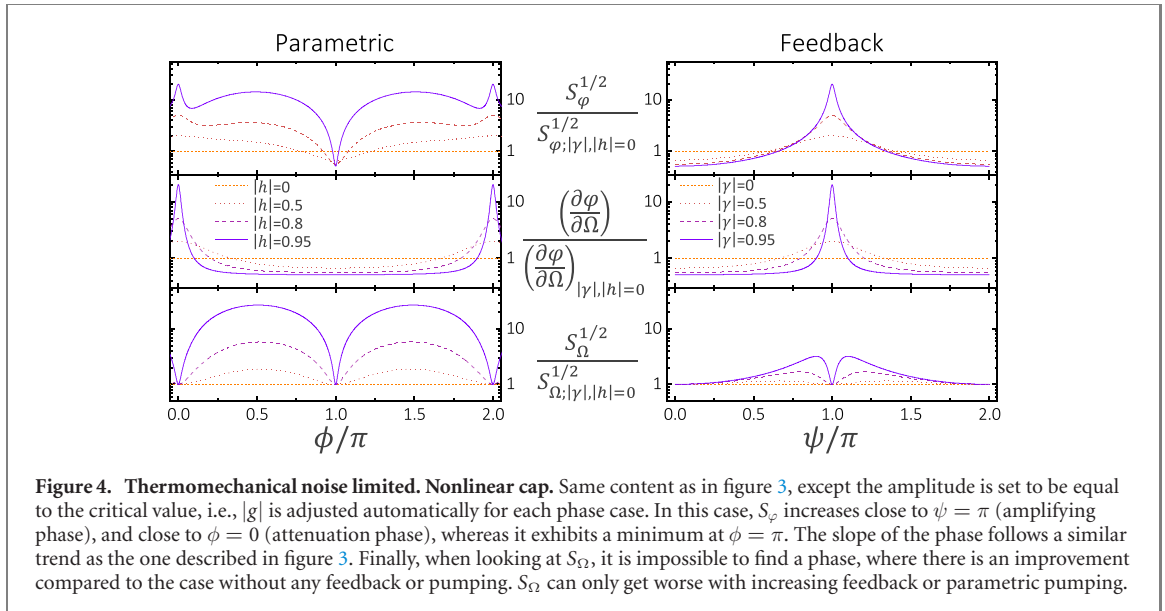 Parametric
Feedback
10
1
S_φ^{1/2}
S_{φ;|γ|,|h|=0}^{1/2}
10
1
|h|=0
|h|=0.5
|h|=0.8
|h|=0.95
10
1
(∂φ/∂Ω)
(∂φ/∂Ω)_{|γ|,|h|=0}
10
1
|γ|=0
|γ|=0.5
|γ|=0.8
|γ|=0.95
10
1
S_Ω^{1/2}
S_{Ω;|γ|,|h|=0}^{1/2}
10
1
0.0 0.5 1.0 1.5 2.0
0.0 0.5 1.0 1.5 2.0
ϕ/π
ψ/π
Figure 4. Thermomechanical noise limited. Nonlinear cap. Same content as in figure 3, except the amplitude is set to be equal
to the critical value, i.e., |g| is adjusted automatically for each phase case. In this case, S_φ increases close to ψ = π (amplifying
phase), and close to ϕ = 0 (attenuation phase), whereas it exhibits a minimum at ϕ = π. The slope of the phase follows a similar
trend as the one described in figure 3. Finally, when looking at S_Ω, it is impossible to find a phase, where there is an improvement
compared to the case without any feedback or pumping. S_Ω can only get worse with increasing feedback or parametric pumping.